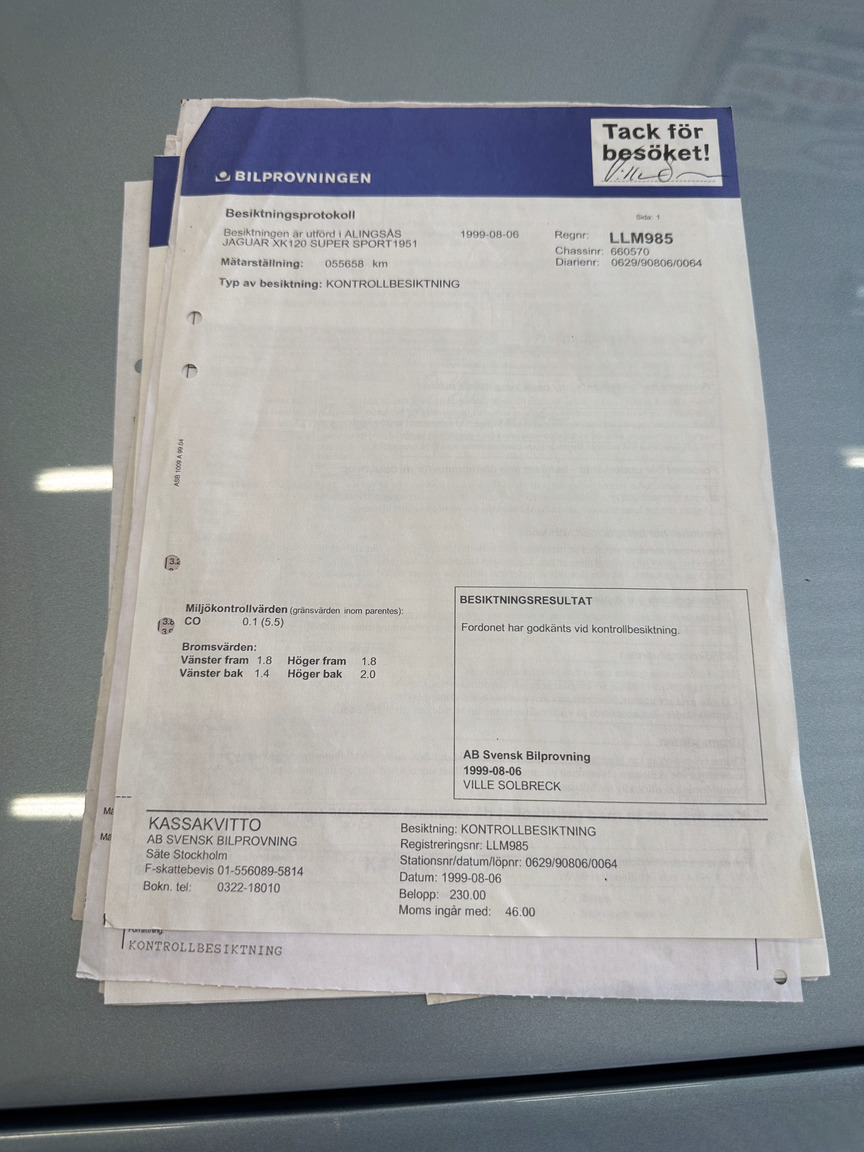 Tack för
besöket!
BILPROVNINGEN
Besiktningsprotokoll
Sida: 1
Besiktningen är utförd i ALINGSÅS 1999-08-06 Regnr: LLM985
JAGUAR XK120 SUPER SPORT1951
Chassinr: 660570
Mätarställning: 055658 km Diarienr: 0629/90806/0064
Typ av besiktning: KONTROLLBESIKTNING
ASB 1009 A 99.04
Miljökontrollvärden (gränsvärden inom parentes):
CO 0.1 (5.5)
Bromsvärden:
Vänster fram 1.8 Höger fram 1.8
Vänster bak 1.4 Höger bak 2.0
BESIKTNINGSRESULTAT
Fordonet har godkänts vid kontrollbesiktning.
AB Svensk Bilprovning
1999-08-06
VILLE SOLBRECK
KASSAKVITTO
AB SVENSK BILPROVNING
Säte Stockholm
F-skattebevis 01-556089-5814
Bokn. tel: 0322-18010
Besiktning: KONTROLLBESIKTNING
Registreringsnr: LLM985
Stationsnr/datum/löpnr: 0629/90806/0064
Datum: 1999-08-06
Belopp: 230.00
Moms ingår med: 46.00
KONTROLLBESIKTNING